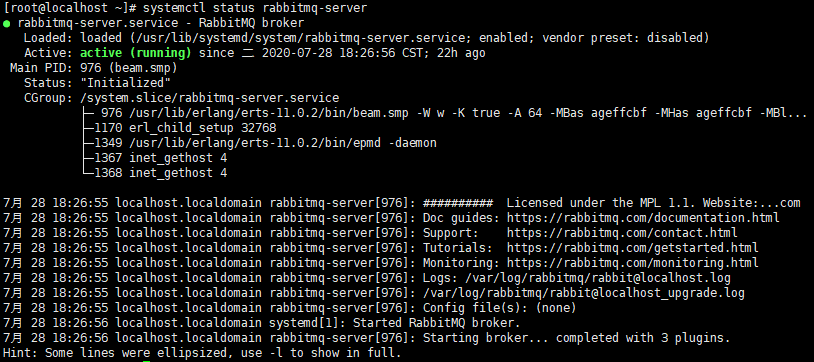 [root@localhost ~]# systemctl status rabbitmq-server
● rabbitmq-server.service - RabbitMQ broker
   Loaded: loaded (/usr/lib/systemd/system/rabbitmq-server.service; enabled; vendor preset: disabled)
   Active: active (running) since 二 2020-07-28 18:26:56 CST; 22h ago
 Main PID: 976 (beam.smp)
   Status: "Initialized"
   CGroup: /system.slice/rabbitmq-server.service
           ├─ 976 /usr/lib/erlang/erts-11.0.2/bin/beam.smp -W w -K true -A 64 -MBas ageffcbf -MHas ageffcbf -MBl...
           ├─1170 erl_child_setup 32768
           ├─1349 /usr/lib/erlang/erts-11.0.2/bin/epmd -daemon
           ├─1367 inet_gethost 4
           └─1368 inet_gethost 4
7月 28 18:26:55 localhost.localdomain rabbitmq-server[976]: ##########  Licensed under the MPL 1.1. Website:...com
7月 28 18:26:55 localhost.localdomain rabbitmq-server[976]: Doc guides: https://rabbitmq.com/documentation.html
7月 28 18:26:55 localhost.localdomain rabbitmq-server[976]: Support:    https://rabbitmq.com/contact.html
7月 28 18:26:55 localhost.localdomain rabbitmq-server[976]: Tutorials:  https://rabbitmq.com/getstarted.html
7月 28 18:26:55 localhost.localdomain rabbitmq-server[976]: Monitoring: https://rabbitmq.com/monitoring.html
7月 28 18:26:55 localhost.localdomain rabbitmq-server[976]: Logs: /var/log/rabbitmq/rabbit@localhost.log
7月 28 18:26:55 localhost.localdomain rabbitmq-server[976]: /var/log/rabbitmq/rabbit@localhost_upgrade.log
7月 28 18:26:55 localhost.localdomain rabbitmq-server[976]: Config file(s): (none)
7月 28 18:26:56 localhost.localdomain systemd[1]: Started RabbitMQ broker.
7月 28 18:26:56 localhost.localdomain rabbitmq-server[976]: Starting broker... completed with 3 plugins.
Hint: Some lines were ellipsized, use -l to show in full.